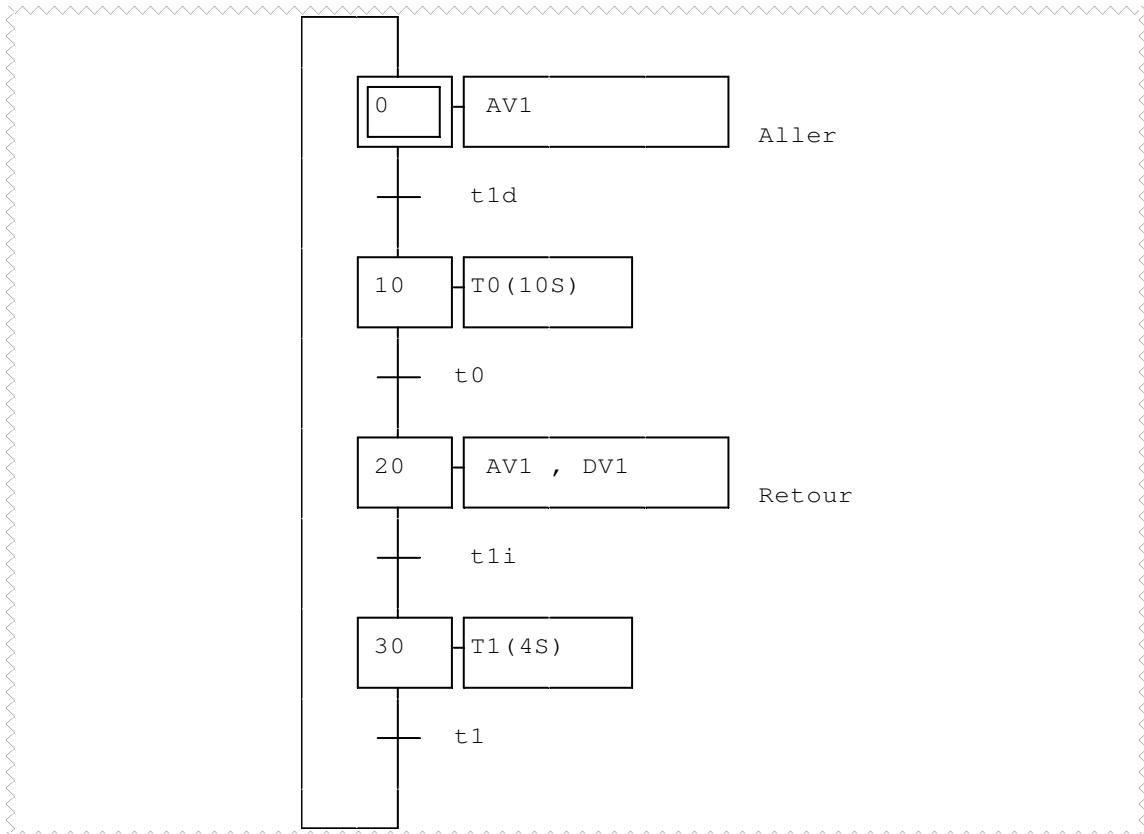 0 AV1
Aller
t1d
10 T0(10S)
t0
20 AV1 , DV1
Retour
t1i
30 T1(4S)
t1